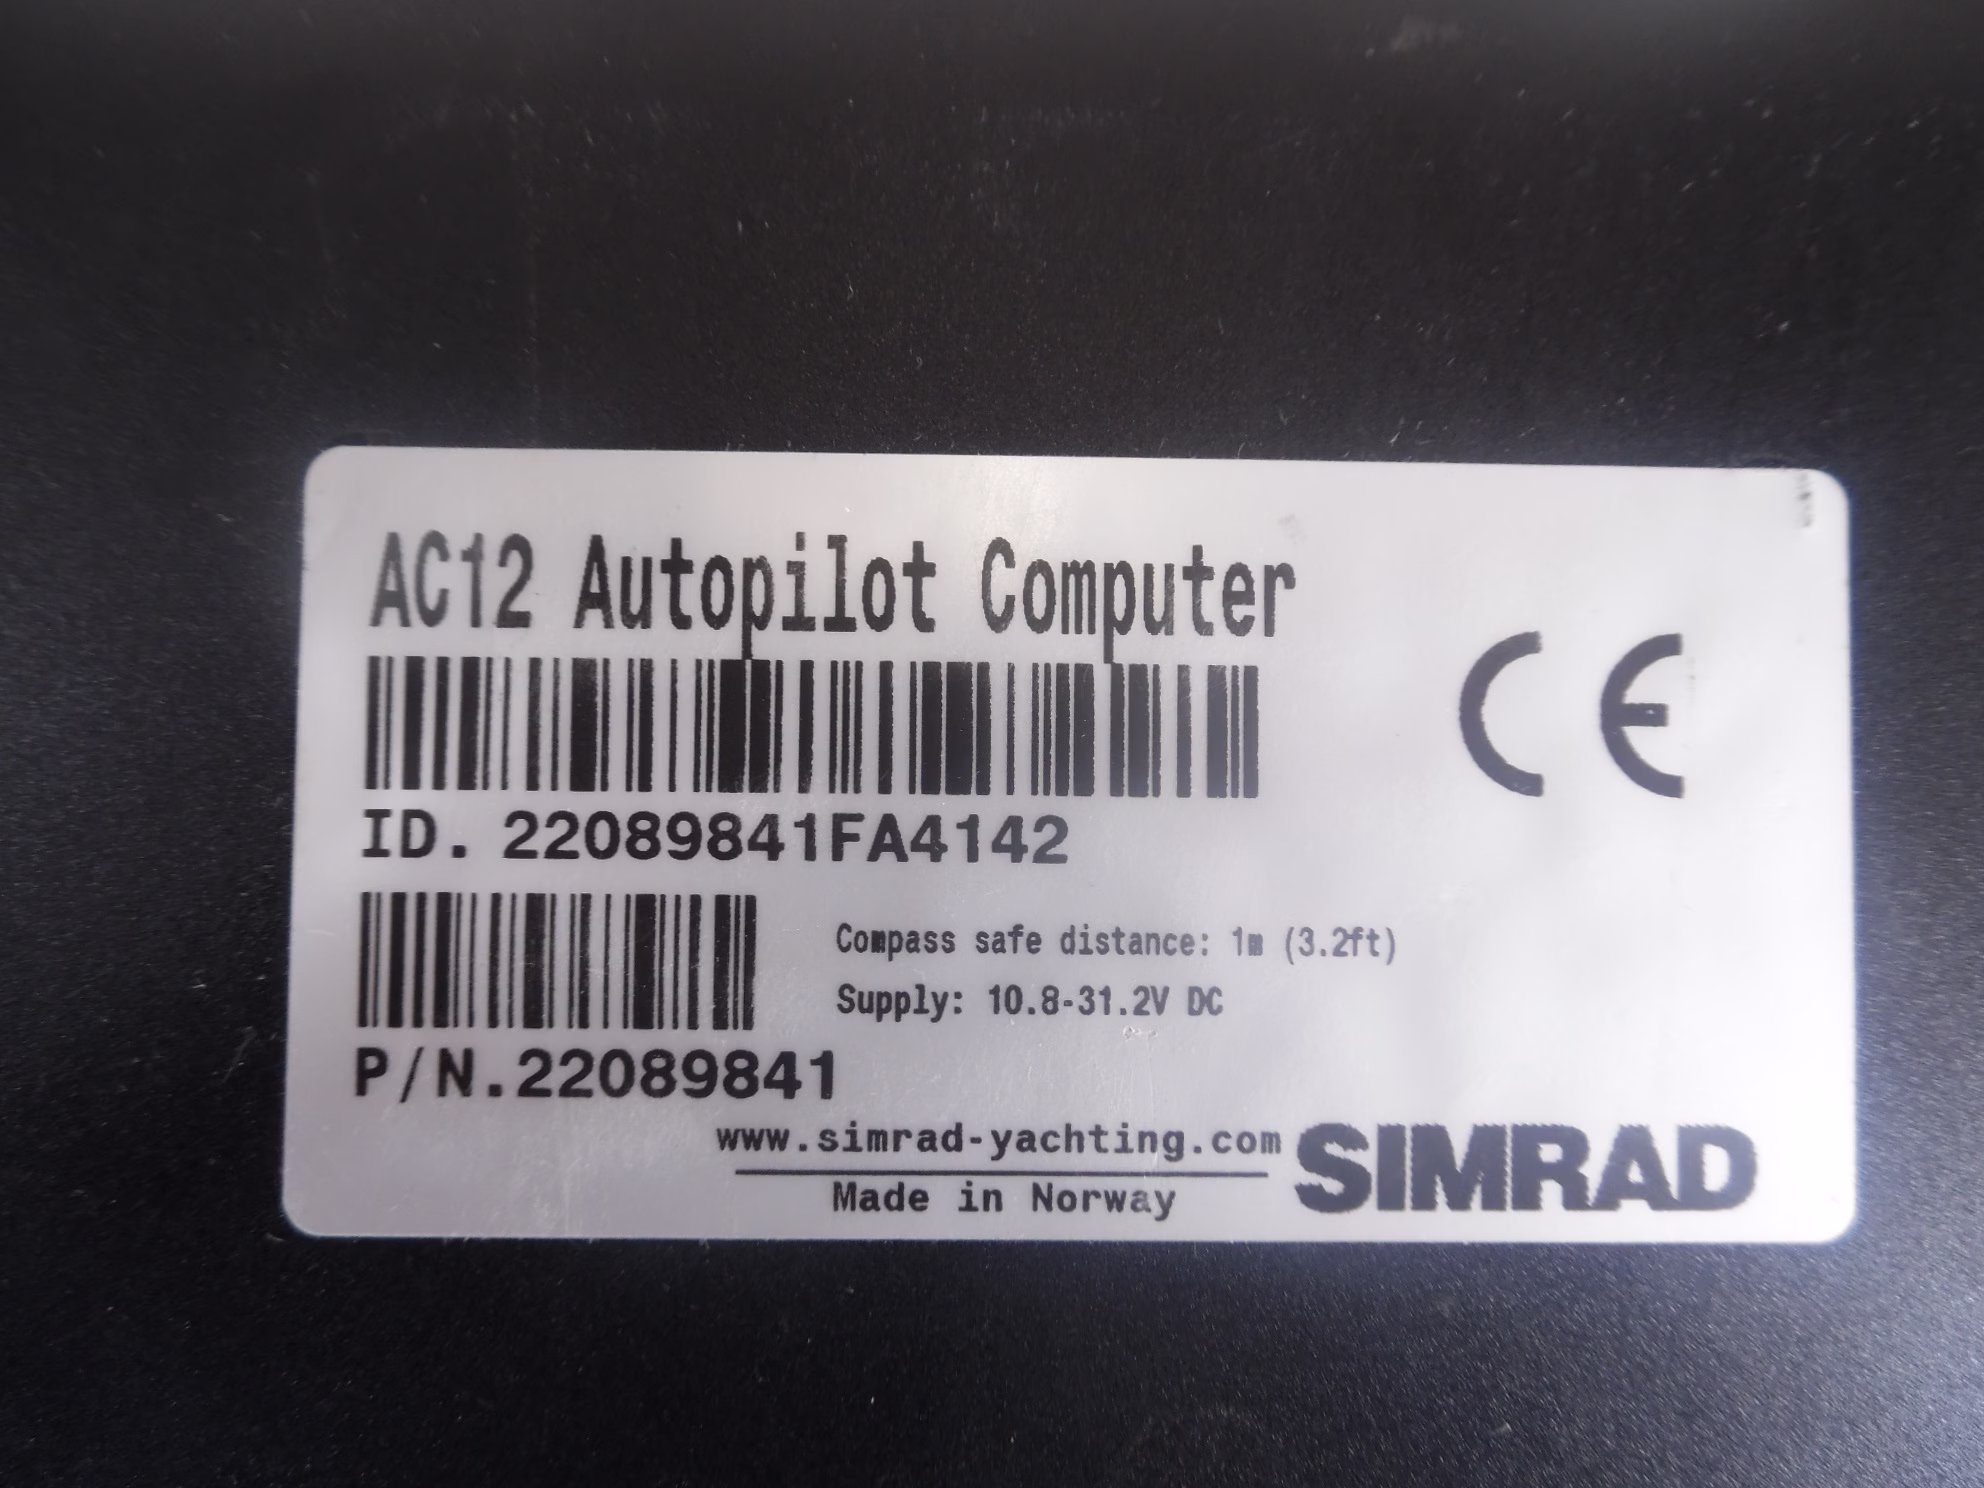 AC12 Autopilot Computer
CE
ID. 22089841FA4142
Compass safe distance: 1m (3.2ft)
Supply: 10.8-31.2V DC
P/N.22089841
www.simrad-yachting.com
Made in Norway
SIMRAD